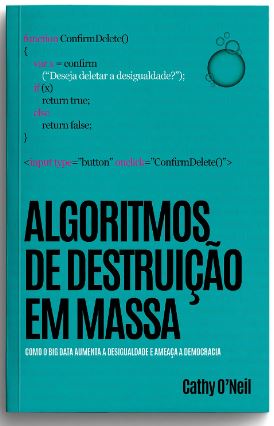 function ConfirmDelete()
{
var x = confirm
("Deseja deletar a desigualdade?");
if (x)
return true;
else
return false;
}
<input type="button" onclick="ConfirmDelete()">
ALGORITMOS
DE DESTRUIÇÃO
EM MASSA
COMO O BIG DATA AUMENTA A DESIGUALDADE E AMEAÇA A DEMOCRACIA
Cathy O'Neil